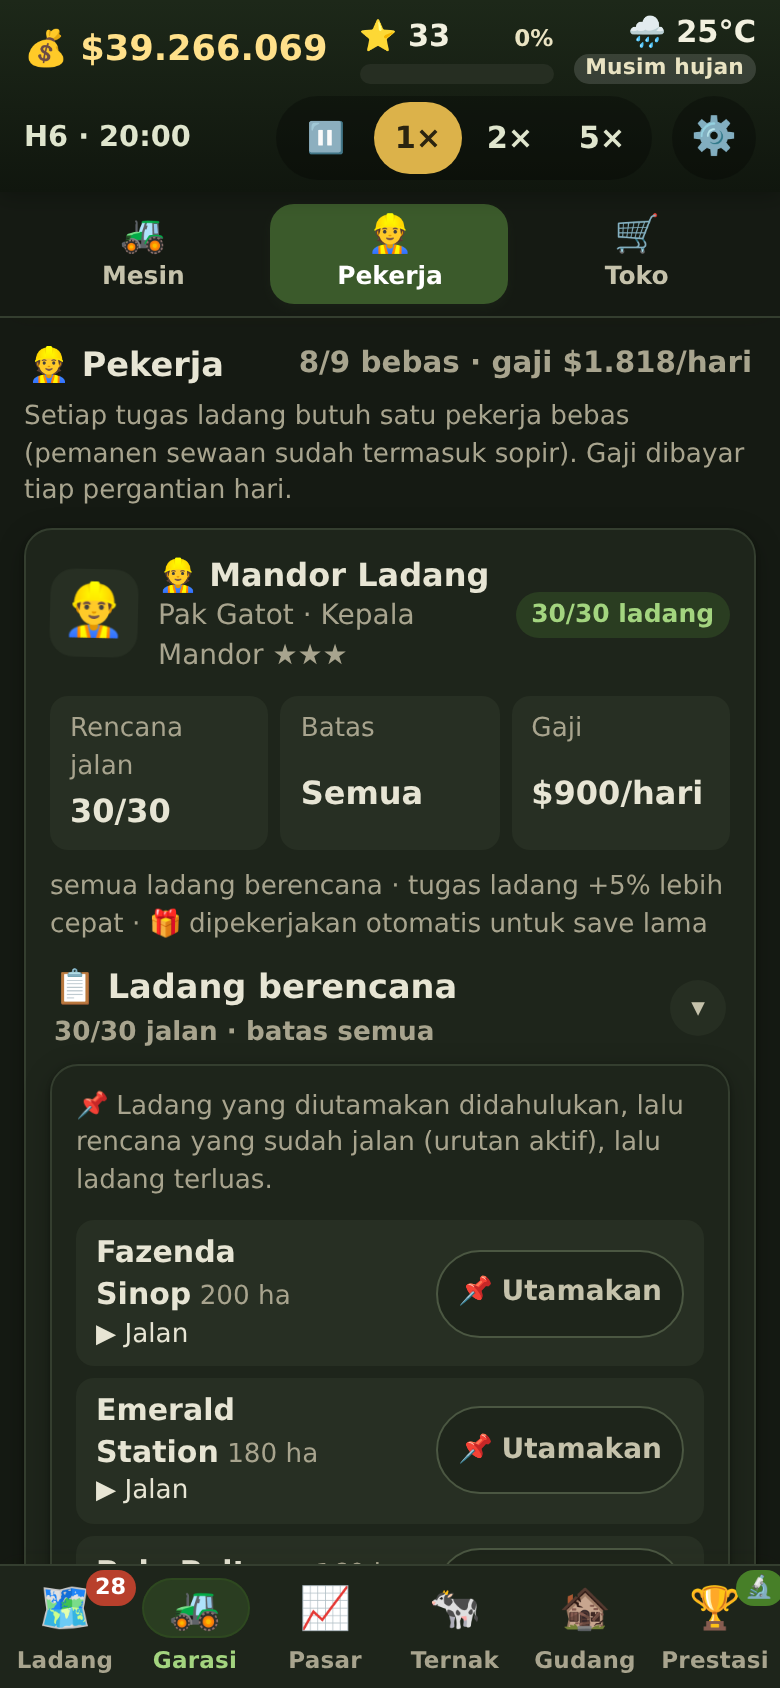 $39.266.069
33
0%
25°C
Musim hujan
H6 · 20:00
1×
2×
5×
Mesin
Pekerja
Toko
Pekerja
8/9 bebas · gaji $1.818/hari
Setiap tugas ladang butuh satu pekerja bebas
(pemanen sewaan sudah termasuk sopir). Gaji dibayar
tiap pergantian hari.
Mandor Ladang
Pak Gatot · Kepala
Mandor ★★★
30/30 ladang
Rencana
jalan
30/30
Batas
Semua
Gaji
$900/hari
semua ladang berencana · tugas ladang +5% lebih
cepat · 🎁 dipekerjakan otomatis untuk save lama
Ladang berencana
30/30 jalan · batas semua
▼
📌 Ladang yang diutamakan didahulukan, lalu
rencana yang sudah jalan (urutan aktif), lalu
ladang terluas.
Fazenda
Sinop 200 ha
▶ Jalan
📌 Utamakan
Emerald
Station 180 ha
▶ Jalan
📌 Utamakan
28
Ladang
Garasi
Pasar
Ternak
Gudang
Prestasi